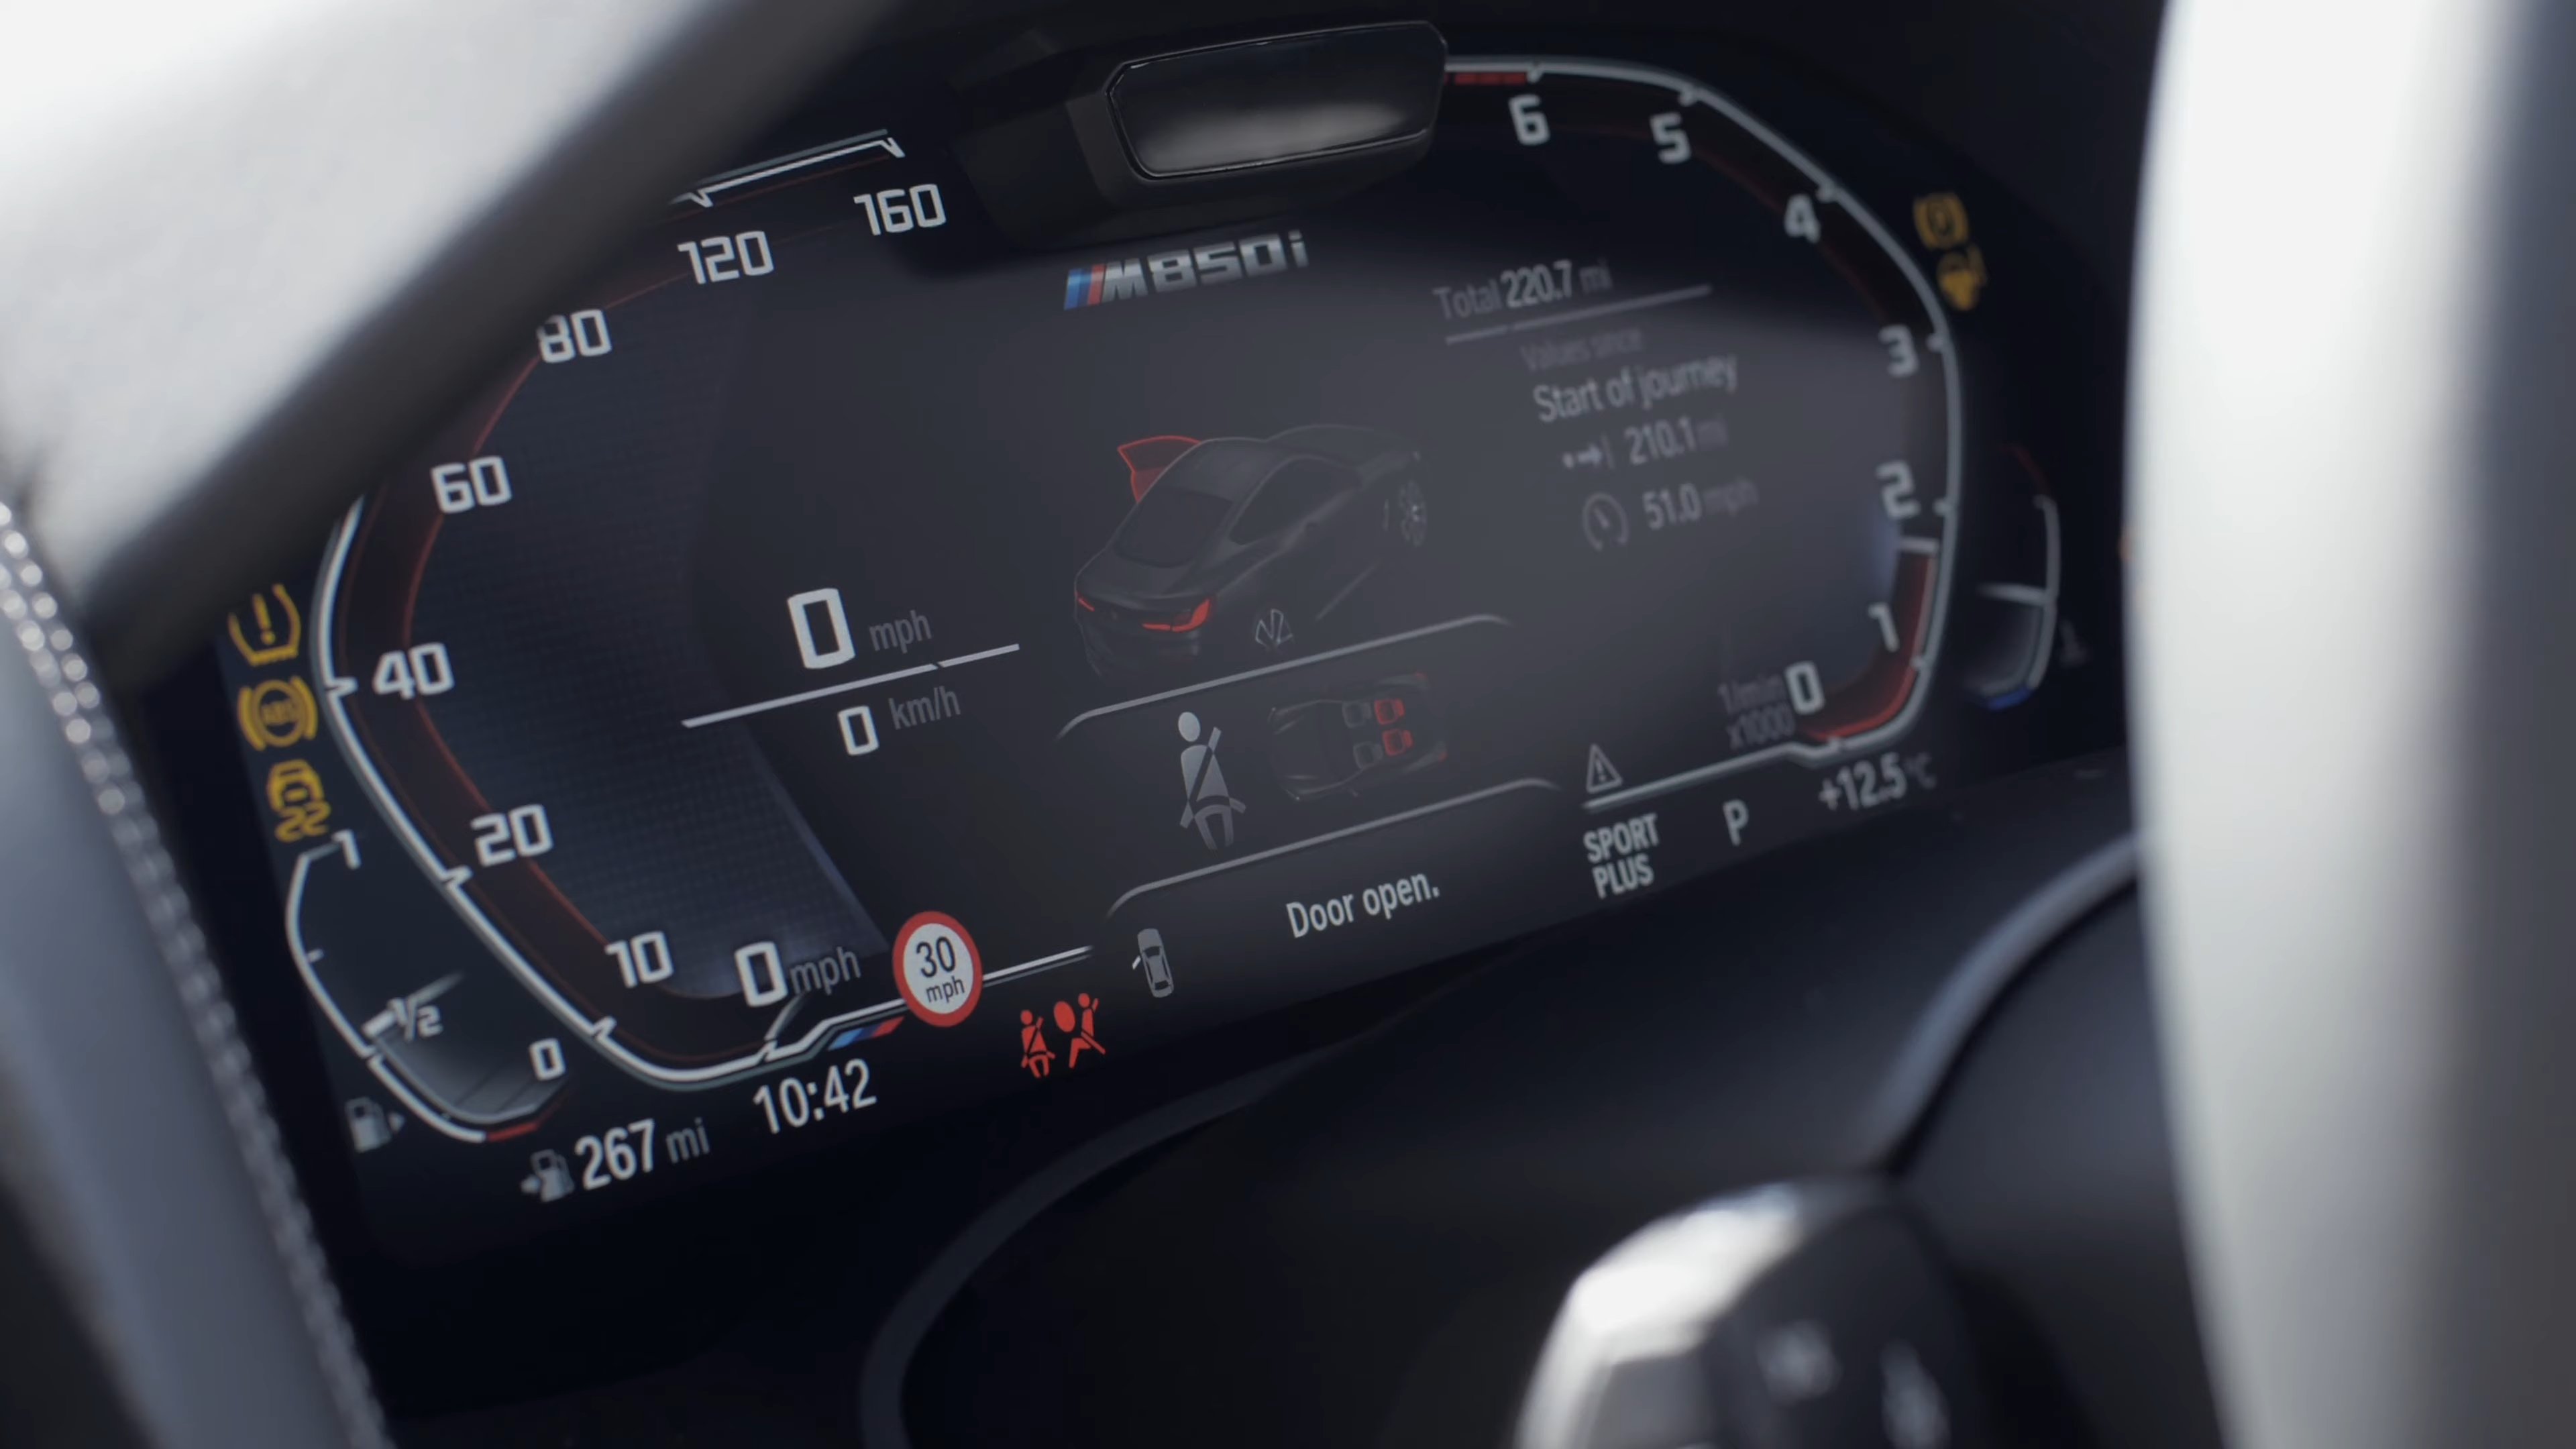 160
120
80
60
40
20
10
0 mph
M850i
Total 220.7 mi
Values since
Start of journey
210.1 mi
51.0 mph
0 mph
0 km/h
6
5
4
3
2
1
0
1/min
x1000
ABS
1
1/2
0
30
mph
Door open.
SPORT
PLUS
P
+12.5 °C
10:42
267 mi